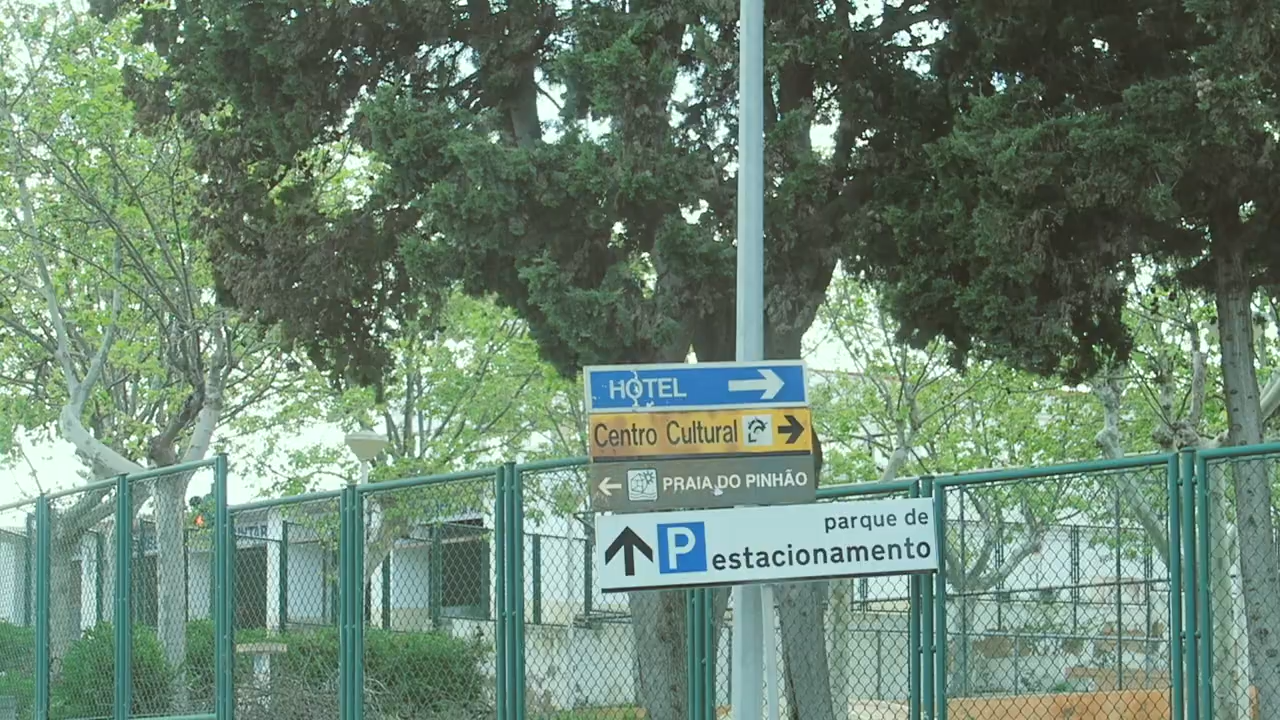 HOTEL
Centro Cultural
PRAIA DO PINHÃO
P
parque de
estacionamento